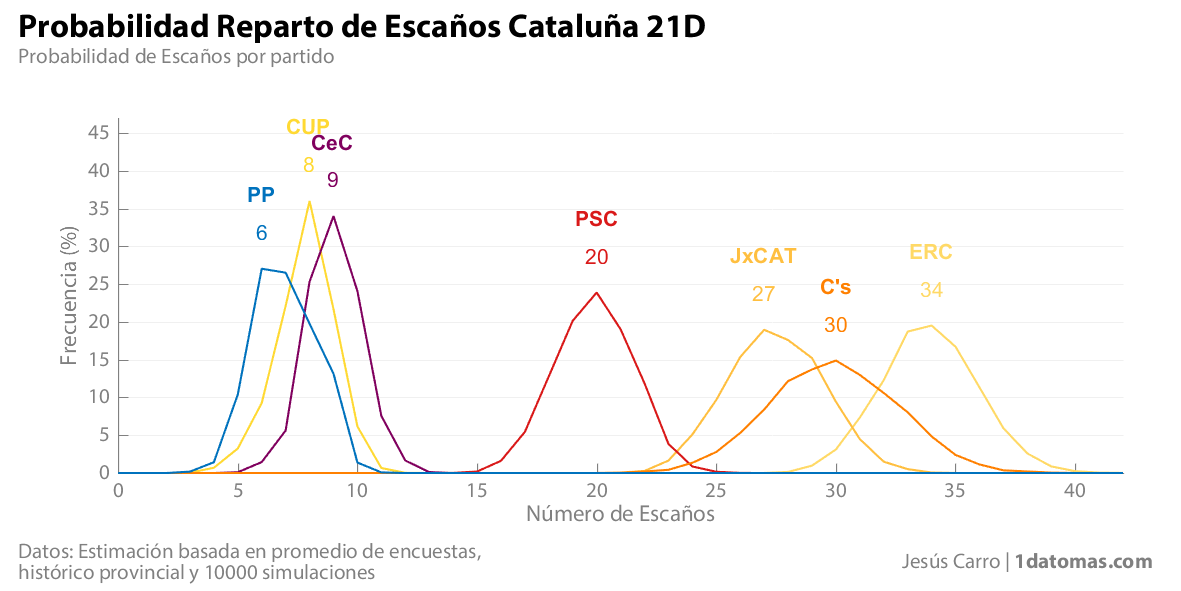 Probabilidad Reparto de Escaños Cataluña 21D
Probabilidad de Escaños por partido
CUP
8
CeC
9
PP
6
PSC
20
JxCAT
27
C's
30
ERC
34
Frecuencia (%)
45
40
35
30
25
20
15
10
5
0
0 5 10 15 20 25 30 35 40
Número de Escaños
Datos: Estimación basada en promedio de encuestas,
histórico provincial y 10000 simulaciones
Jesús Carro | 1datomas.com